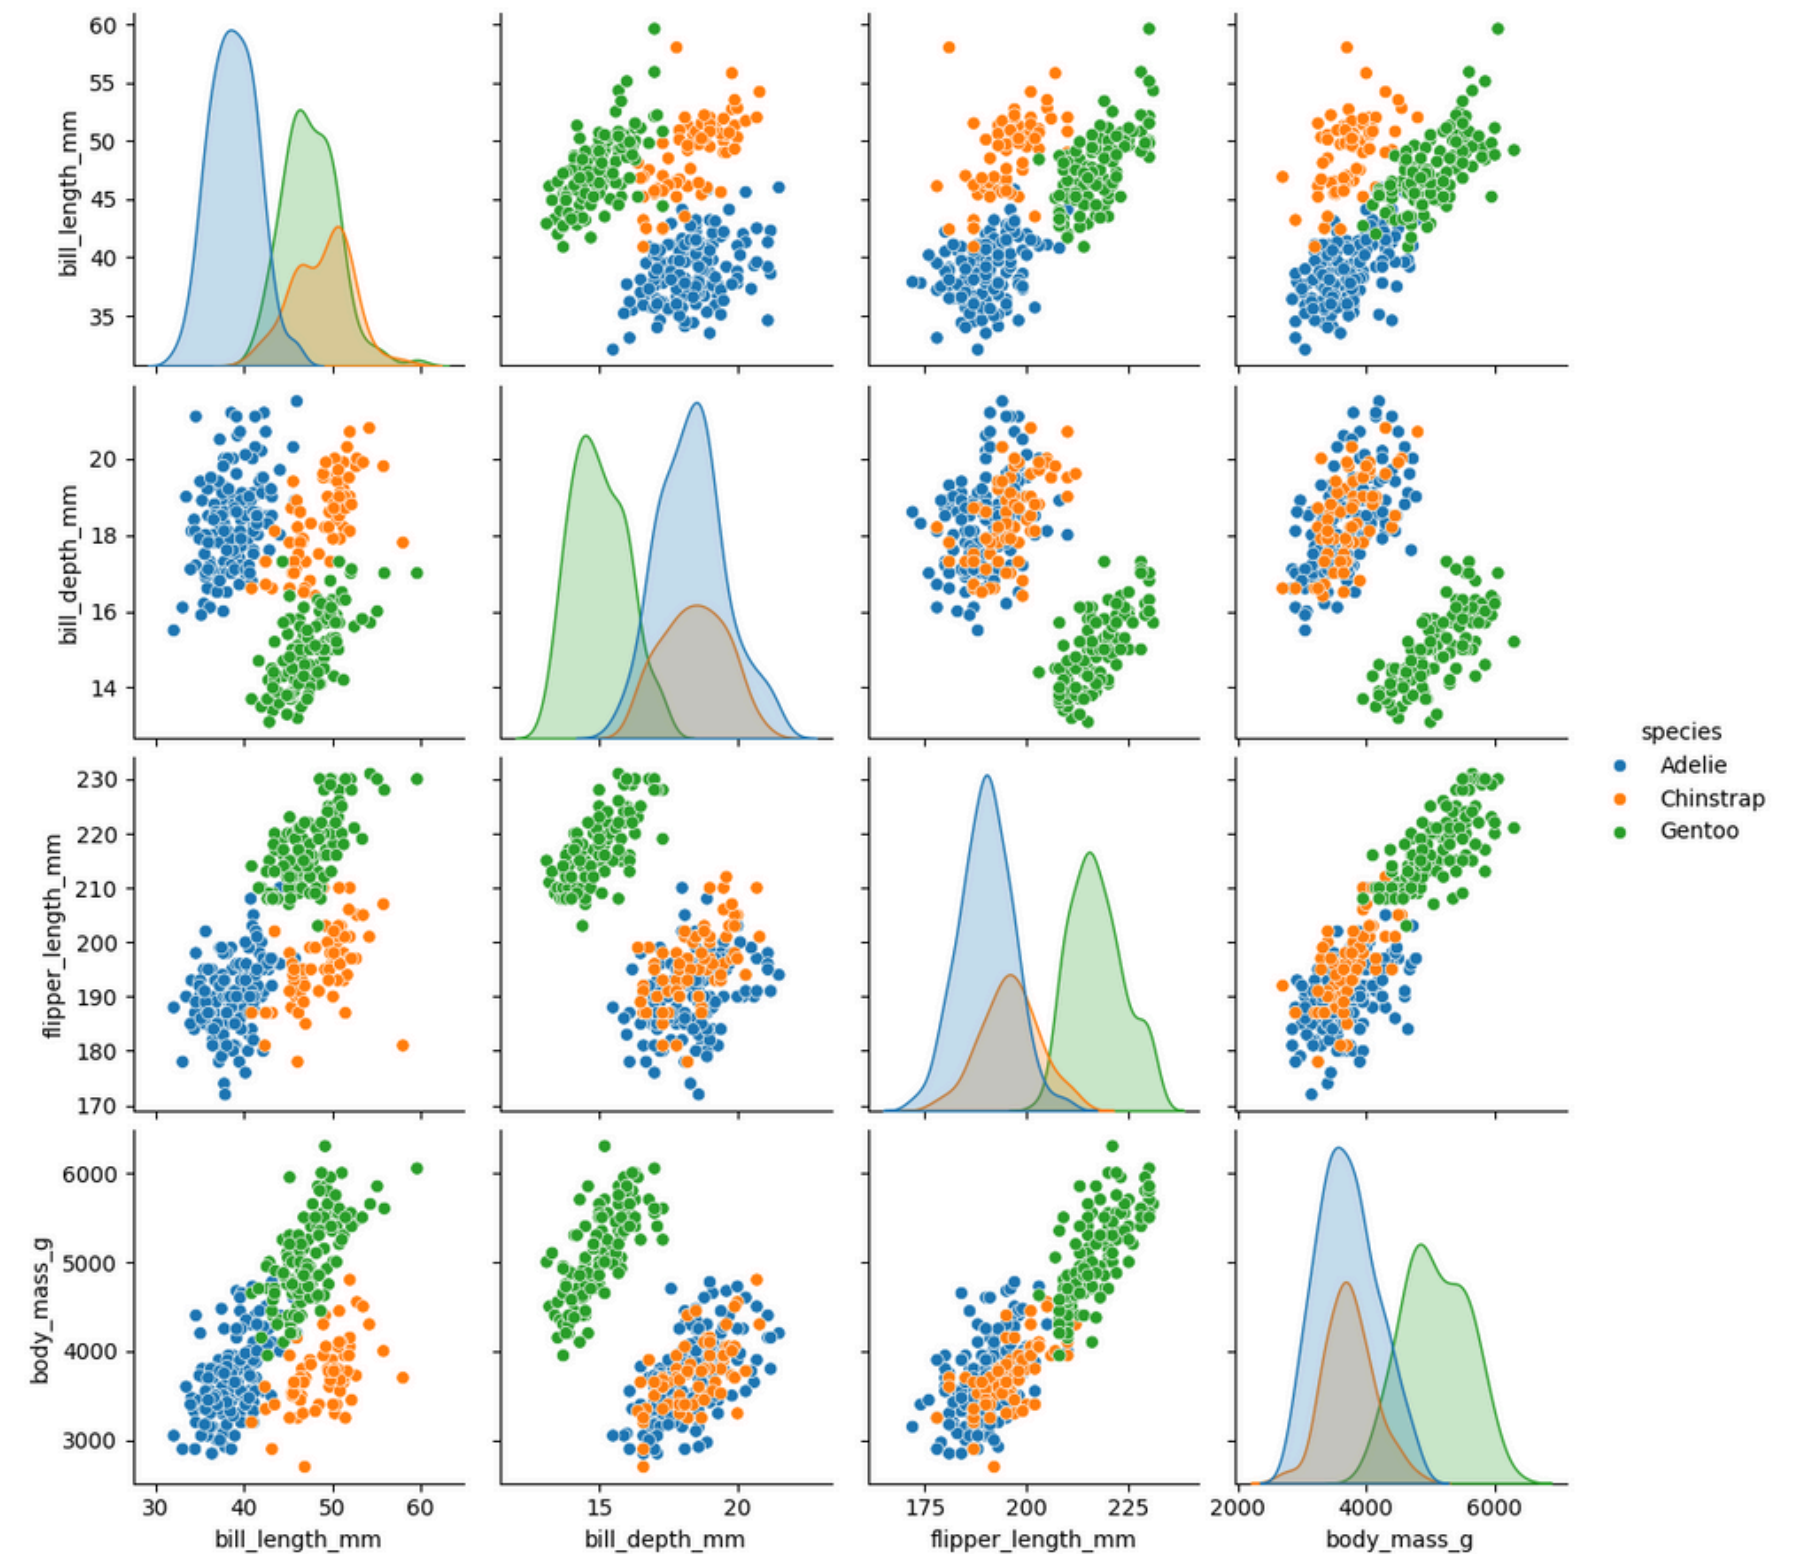 60
55
50
45
40
35
bill_length_mm
20
18
16
14
bill_depth_mm
species
Adelie
Chinstrap
Gentoo
230
220
210
200
190
180
170
flipper_length_mm
6000
5000
4000
3000
body_mass_g
30 40 50 60
15 20
175 200 225
2000 4000 6000
bill_length_mm
bill_depth_mm
flipper_length_mm
body_mass_g